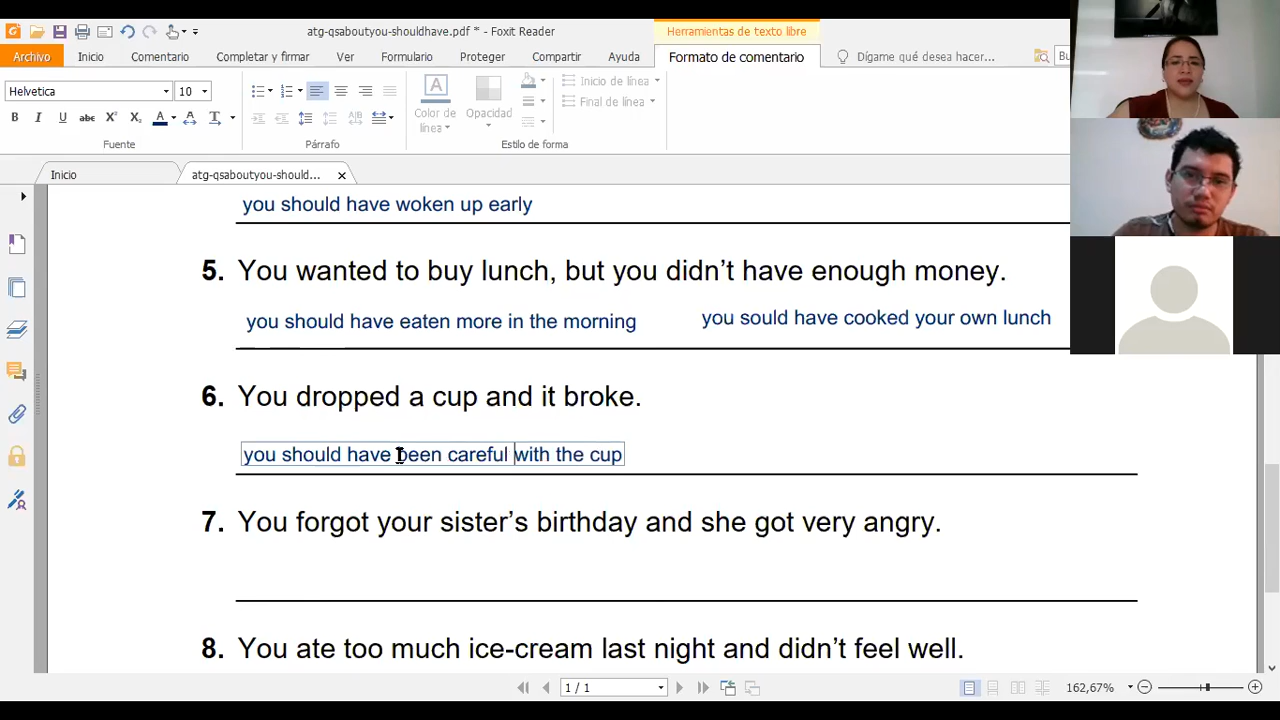 atg-qsaboutyou-shouldhave.pdf * - Foxit Reader
Herramientas de texto libre
Archivo Inicio Comentario Completar y firmar Ver Formulario Proteger Compartir Ayuda Formato de comentario Dígame qué desea hacer...
Helvetica 10
Color de línea
Opacidad
Inicio de línea
Final de línea
Fuente Párrafo Estilo de forma
Inicio atg-qsaboutyou-should...
you should have woken up early
5. You wanted to buy lunch, but you didn't have enough money.
you should have eaten more in the morning you sould have cooked your own lunch
6. You dropped a cup and it broke.
you should have been careful with the cup
7. You forgot your sister's birthday and she got very angry.
8. You ate too much ice-cream last night and didn't feel well.
1 / 1 162,67%